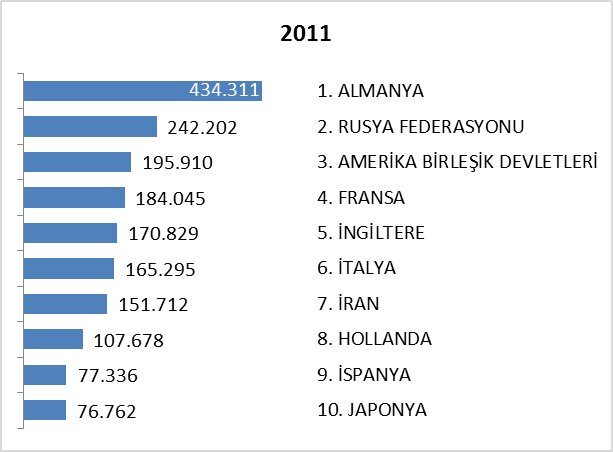 2011
434.311 1. ALMANYA
242.202 2. RUSYA FEDERASYONU
195.910 3. AMERİKA BİRLEŞİK DEVLETLERİ
184.045 4. FRANSA
170.829 5. İNGİLTERE
165.295 6. İTALYA
151.712 7. İRAN
107.678 8. HOLLANDA
77.336 9. İSPANYA
76.762 10. JAPONYA